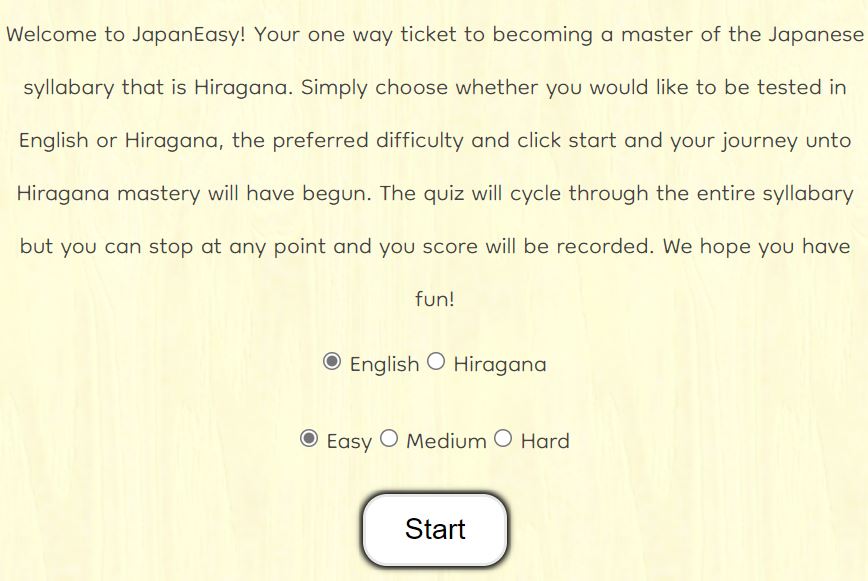 Welcome to JapanEasy! Your one way ticket to becoming a master of the Japanese
syllabary that is Hiragana. Simply choose whether you would like to be tested in
English or Hiragana, the preferred difficulty and click start and your journey unto
Hiragana mastery will have begun. The quiz will cycle through the entire syllabary
but you can stop at any point and you score will be recorded. We hope you have
fun!
English Hiragana
Easy Medium Hard
Start